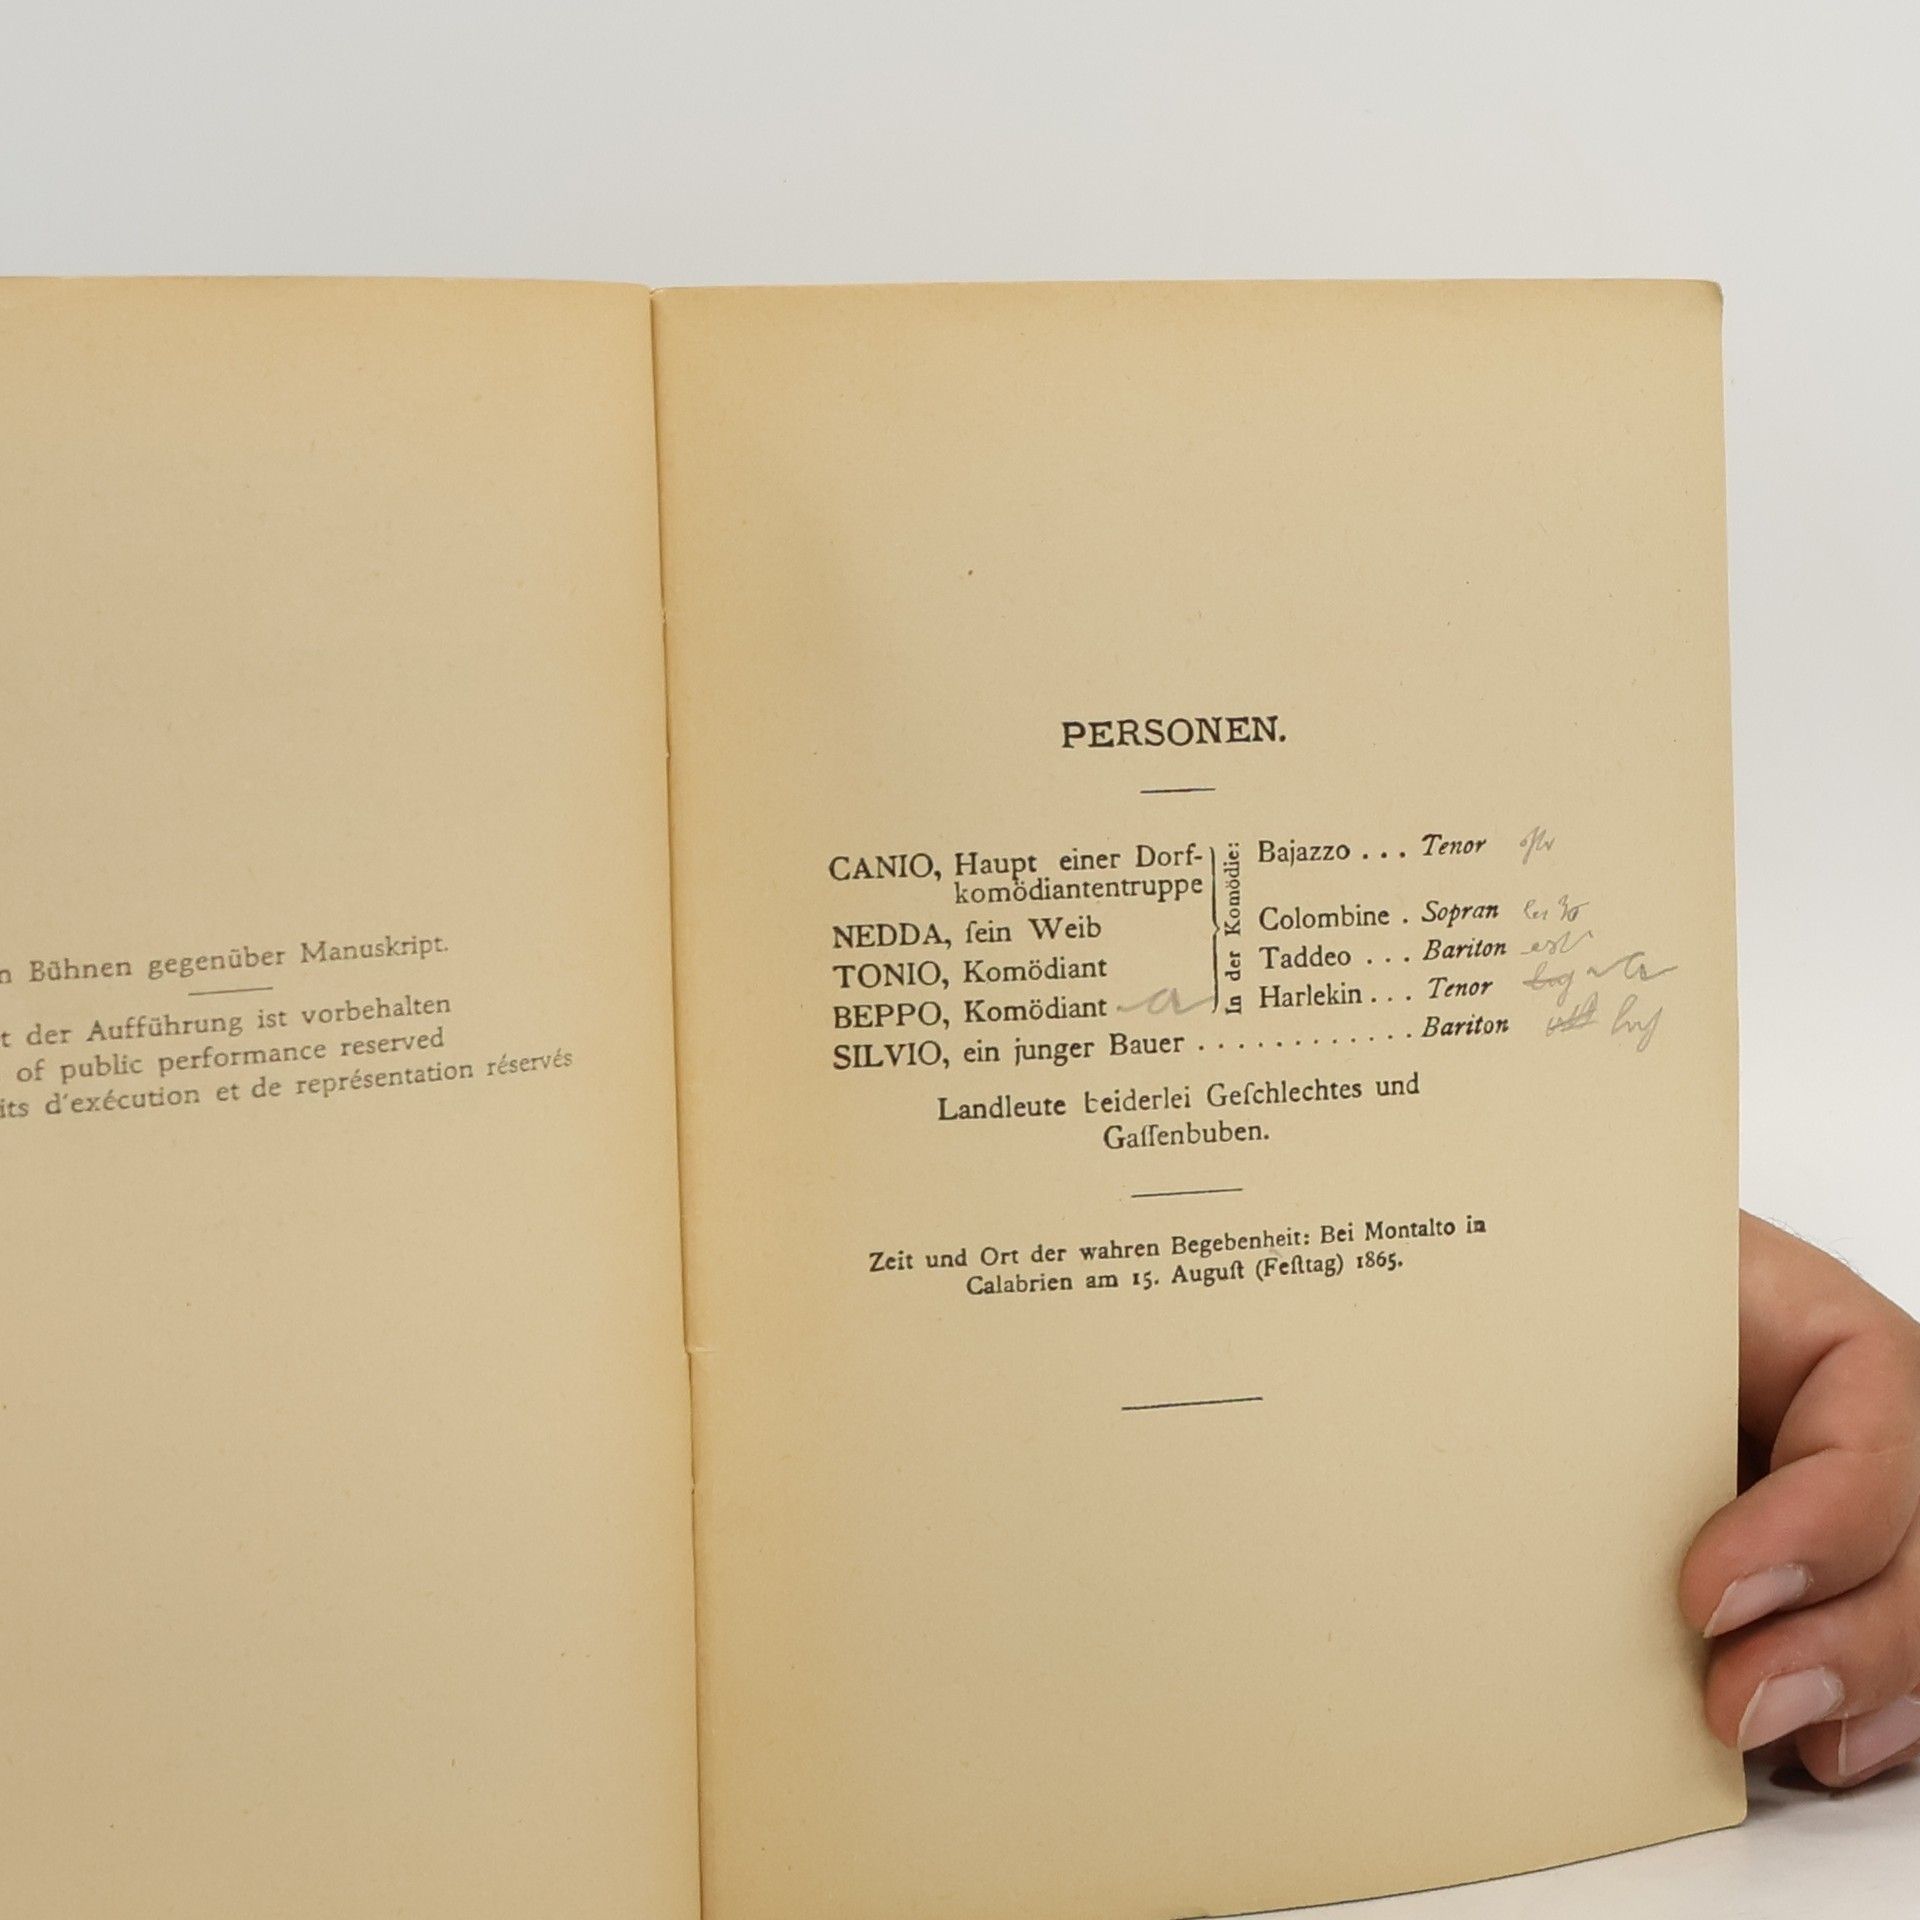 n Bühnen gegenüber Manuskript.
t der Aufführung ist vorbehalten
of public performance reserved
its d'exécution et de représentation réservés
PERSONEN.
CANIO, Haupt einer Dorf-
komödiantentruppe
NEDDA, ſein Weib
TONIO, Komödiant
BEPPO, Komödiant
In der Komödie:
Bajazzo . . . Tenor
Colombine . Sopran
Taddeo . . . Bariton
Harlekin . . . Tenor
SILVIO, ein junger Bauer . . . . . . . . . . . . Bariton
Landleute beiderlei Geſchlechtes und
Gaſſenbuben.
Zeit und Ort der wahren Begebenheit: Bei Montalto in
Calabrien am 15. Auguſt (Feſttag) 1865.